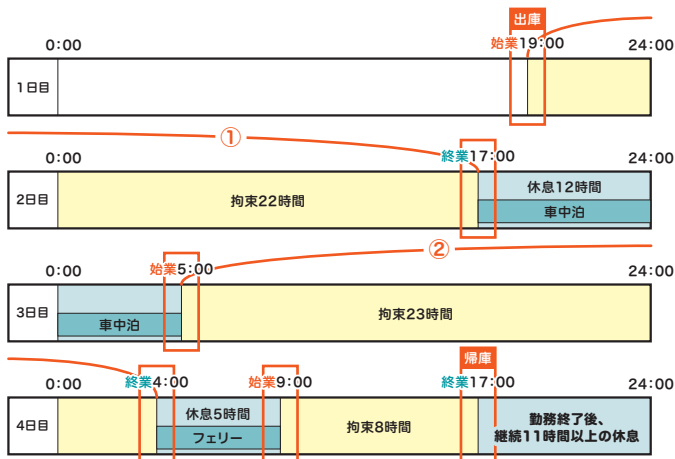 出庫
0:00 始業19:00 24:00
1日目
①
0:00 終業17:00 24:00
2日目 拘束22時間 休息12時間
車中泊
②
0:00 始業5:00 24:00
3日目 車中泊 拘束23時間
帰庫
0:00 終業4:00 始業9:00 終業17:00 24:00
4日目 休息5時間 拘束8時間 勤務終了後、
フェリー 継続11時間以上の休息